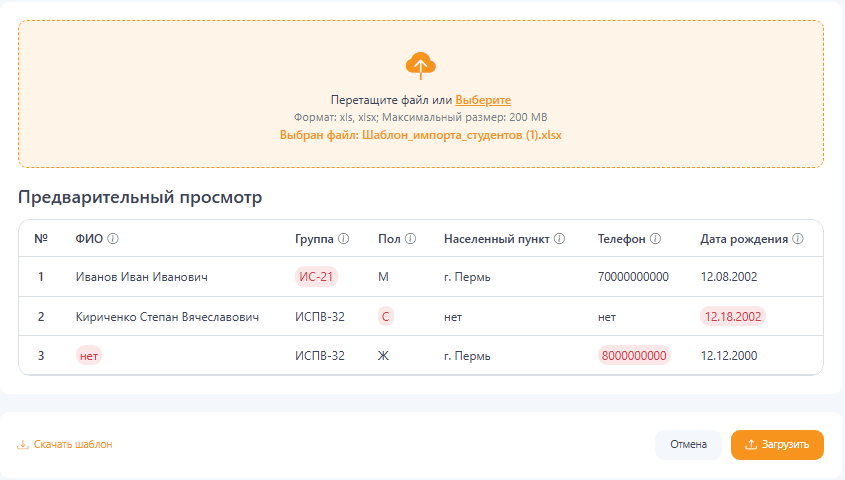 Перетащите файл или Выберите
Формат: xls, xlsx; Максимальный размер: 200 MB
Выбран файл: Шаблон_импорта_студентов (1).xlsx
Предварительный просмотр
№ ФИО Группа Пол Населенный пункт Телефон Дата рождения
1 Иванов Иван Иванович ИС-21 М г. Пермь 70000000000 12.08.2002
2 Кириченко Степан Вячеславович ИСПВ-32 С нет нет 12.18.2002
3 нет ИСПВ-32 Ж г. Пермь 8000000000 12.12.2000
Скачать шаблон Отмена Загрузить